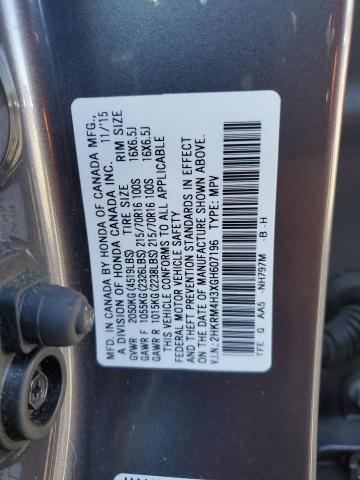 MFD. IN CANADA BY HONDA OF CANADA MFG.,
A DIVISION OF HONDA CANADA INC. 11/15
TIRE SIZE RIM SIZE
GVWR 2050KG(4519LBS)
GAWR F 1055KG(2326LBS) 215/70R16 100S 16X6.5J
GAWR R 1015KG(2238LBS) 215/70R16 100S 16X6.5J
THIS VEHICLE CONFORMS TO ALL APPLICABLE
FEDERAL MOTOR VEHICLE SAFETY, BUMPER,
AND THEFT PREVENTION STANDARDS IN EFFECT
ON THE DATE OF MANUFACTURE SHOWN ABOVE.
V.I.N.:2HKRM4H3XGH607196 TYPE: MPV
TFE G AA5 NH797M -B-H